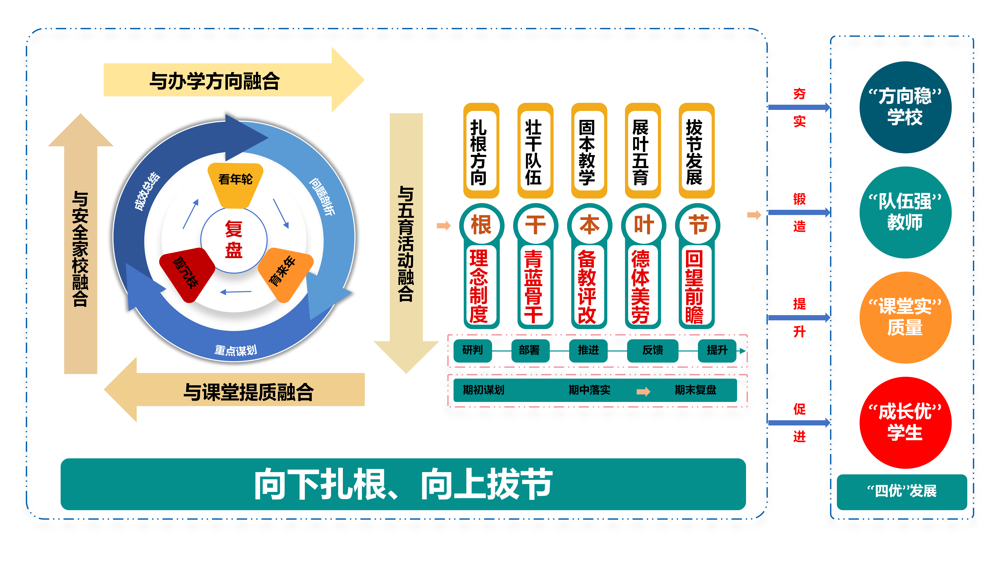 与办学方向融合
与安全家校融合
与五育活动融合
与课堂提质融合
成效总结
问题剖析
重点谋划
看年轮
剪冗枝
育来年
复
盘
扎根方向
壮干队伍
固本教学
展叶五育
拔节发展
根
干
本
叶
节
理念制度
青蓝骨干
备教评改
德体美劳
回望前瞻
研判
部署
推进
反馈
提升
期初谋划
期中落实
期末复盘
向下扎根、向上拔节
夯
实
锻
造
提
升
促
进
“方向稳”
学校
“队伍强”
教师
“课堂实”
质量
“成长优”
学生
“四优”发展